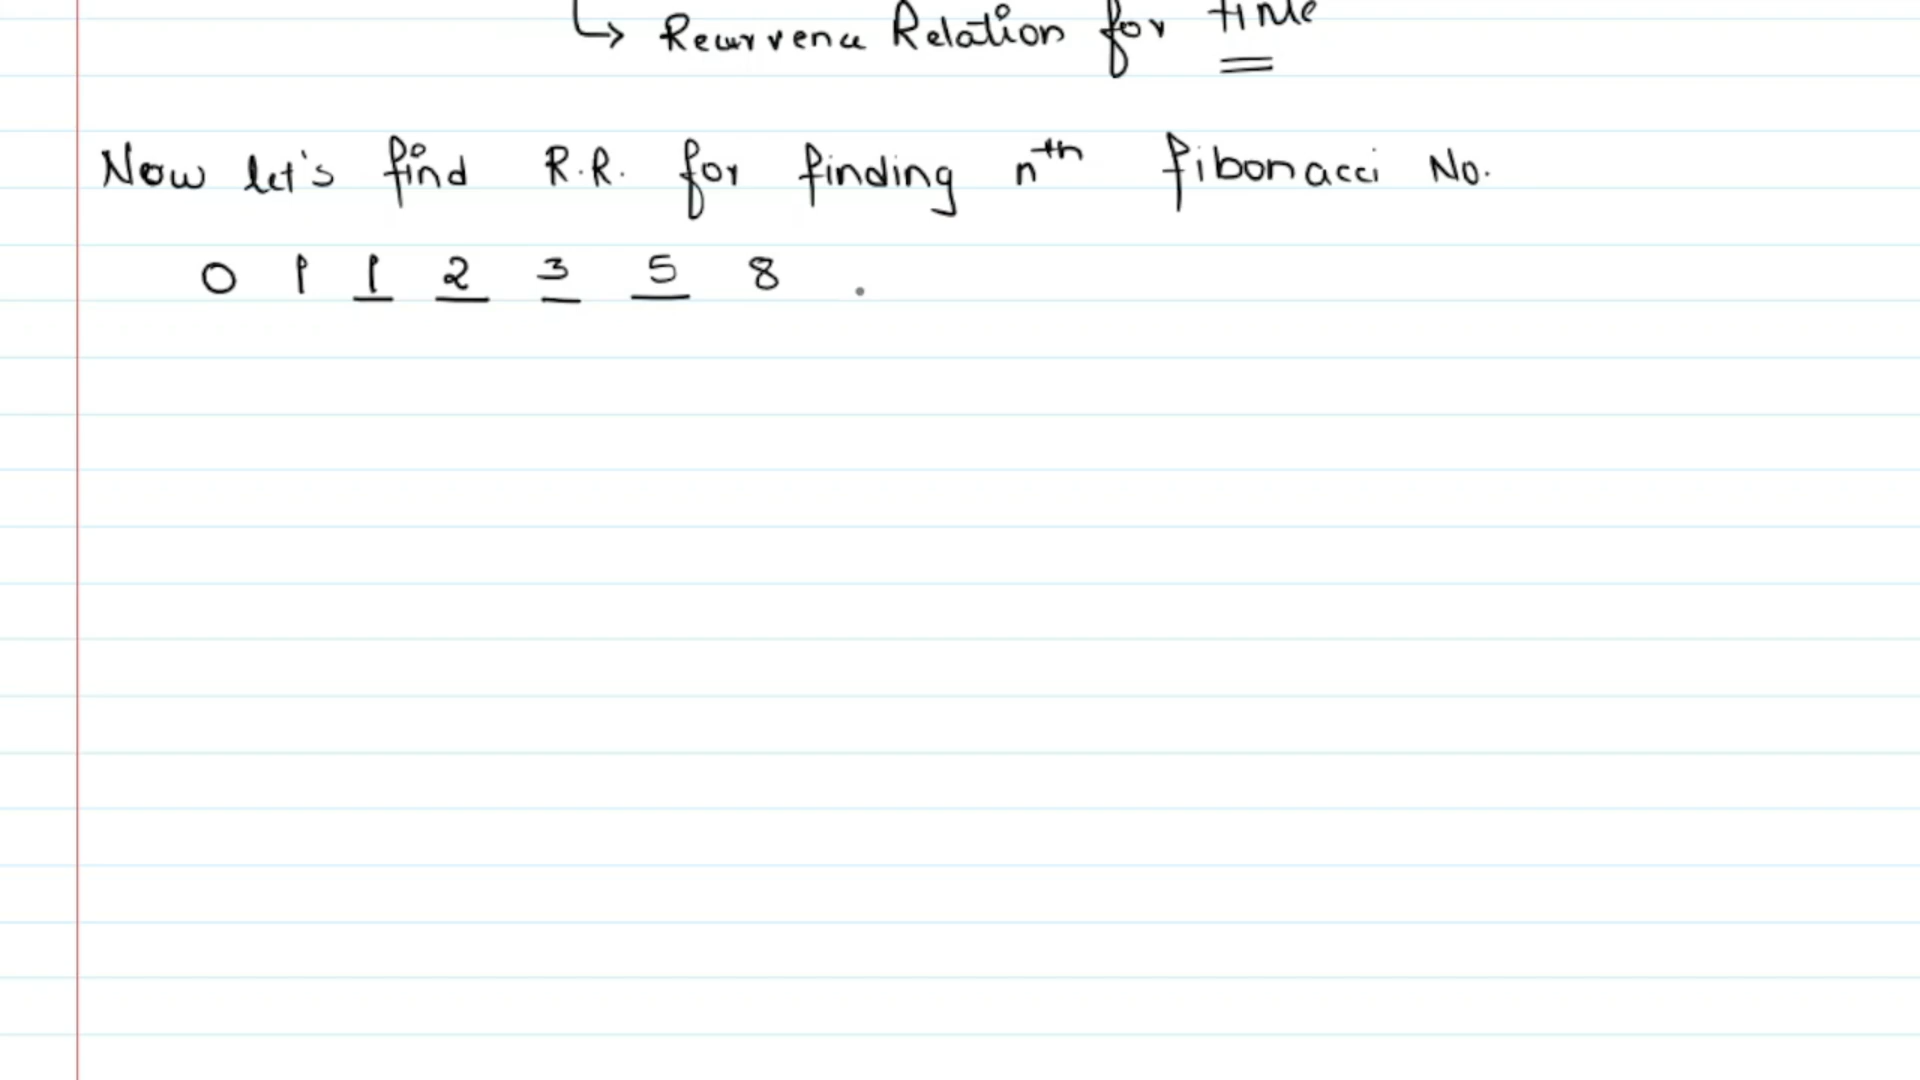 ↳ Recurrence Relation for time
Now let's find R.R. for finding nth fibonacci No.
0 1 1 2 3 5 8 .